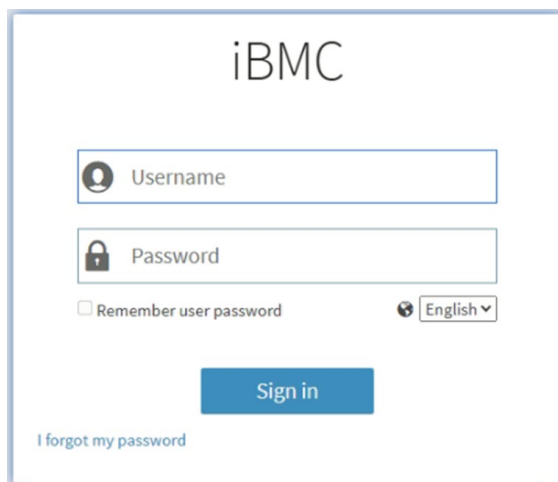 iBMC
Username
Password
Remember user password English
Sign in
I forgot my password